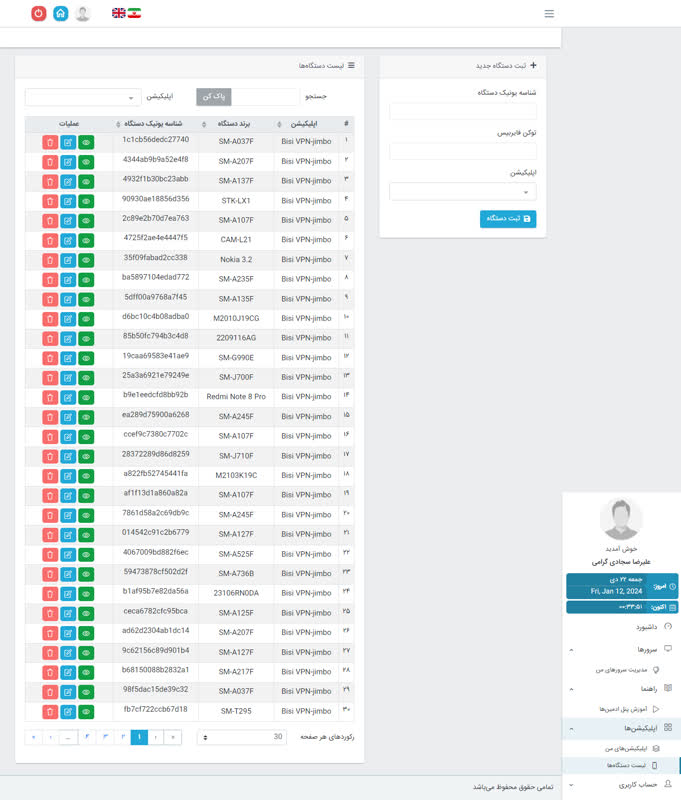 ثبت دستگاه جدید
شناسه یونیک دستگاه
توکن فایربیس
اپلیکیشن
ثبت دستگاه
لیست دستگاه‌ها
جستجو
پاک کن
اپلیکیشن
# اپلیکیشن برند دستگاه شناسه یونیک دستگاه عملیات
۱ Bisi VPN-jimbo SM-A037F 1c1cb56dedc27740
۲ Bisi VPN-jimbo SM-A207F 4344ab9b9a52e4f8
۳ Bisi VPN-jimbo SM-A137F 4932f1b30bc23abb
۴ Bisi VPN-jimbo STK-LX1 90930ae18856d356
۵ Bisi VPN-jimbo SM-A107F 2c89e2b70d7ea763
۶ Bisi VPN-jimbo CAM-L21 4725f2ae4e4447f5
۷ Bisi VPN-jimbo Nokia 3.2 35f09fabad2cc338
۸ Bisi VPN-jimbo SM-A235F ba5897104edad772
۹ Bisi VPN-jimbo SM-A135F 5dff00a9768a7f45
۱۰ Bisi VPN-jimbo M2010J19CG d6bc10c4b08adba0
۱۱ Bisi VPN-jimbo 2209116AG 85b50fc794b3c4d8
۱۲ Bisi VPN-jimbo SM-G990E 19caa69583e41ae9
۱۳ Bisi VPN-jimbo SM-J700F 25a3a6921e79249e
۱۴ Bisi VPN-jimbo Redmi Note 8 Pro b9e1eedcfd8bb92b
۱۵ Bisi VPN-jimbo SM-A245F ea289d75900a6268
۱۶ Bisi VPN-jimbo SM-A107F ccef9c7380c7702c
۱۷ Bisi VPN-jimbo SM-J710F 28372289d86d8259
۱۸ Bisi VPN-jimbo M2103K19C a822fb52745441fa
۱۹ Bisi VPN-jimbo SM-A107F af1f13d1a860a82a
۲۰ Bisi VPN-jimbo SM-A245F 7861d58a2c69db9c
۲۱ Bisi VPN-jimbo SM-A127F 014542c91c2b6779
۲۲ Bisi VPN-jimbo SM-A525F 4067009bd882f6ec
۲۳ Bisi VPN-jimbo SM-A736B 59473878cf502d2f
۲۴ Bisi VPN-jimbo 23106RN0DA b1af95b7e82da56a
۲۵ Bisi VPN-jimbo SM-A125F ceca6782cfc95bca
۲۶ Bisi VPN-jimbo SM-A207F ad62d2304ab1dc14
۲۷ Bisi VPN-jimbo SM-A127F 9c62156c89d901b4
۲۸ Bisi VPN-jimbo SM-A217F b68150088b2832a1
۲۹ Bisi VPN-jimbo SM-A037F 98f5dac15de39c32
۳۰ Bisi VPN-jimbo SM-T295 fb7cf722ccb67d18
رکوردهای هر صفحه 30
« ‹ ۱ ۲ ۳ ۴ ... › »
خوش آمدید
علیرضا سجادی گرامی
امروز: جمعه ۲۲ دی
Fri, Jan 12, 2024
اکنون: ۰۰:۳۳:۵۱
داشبورد
سرورها
مدیریت سرورهای من
راهنما
آموزش پنل ادمین‌ها
اپلیکیشن‌ها
اپلیکیشن‌های من
لیست دستگاه‌ها
حساب کاربری
تمامی حقوق محفوظ می‌باشد